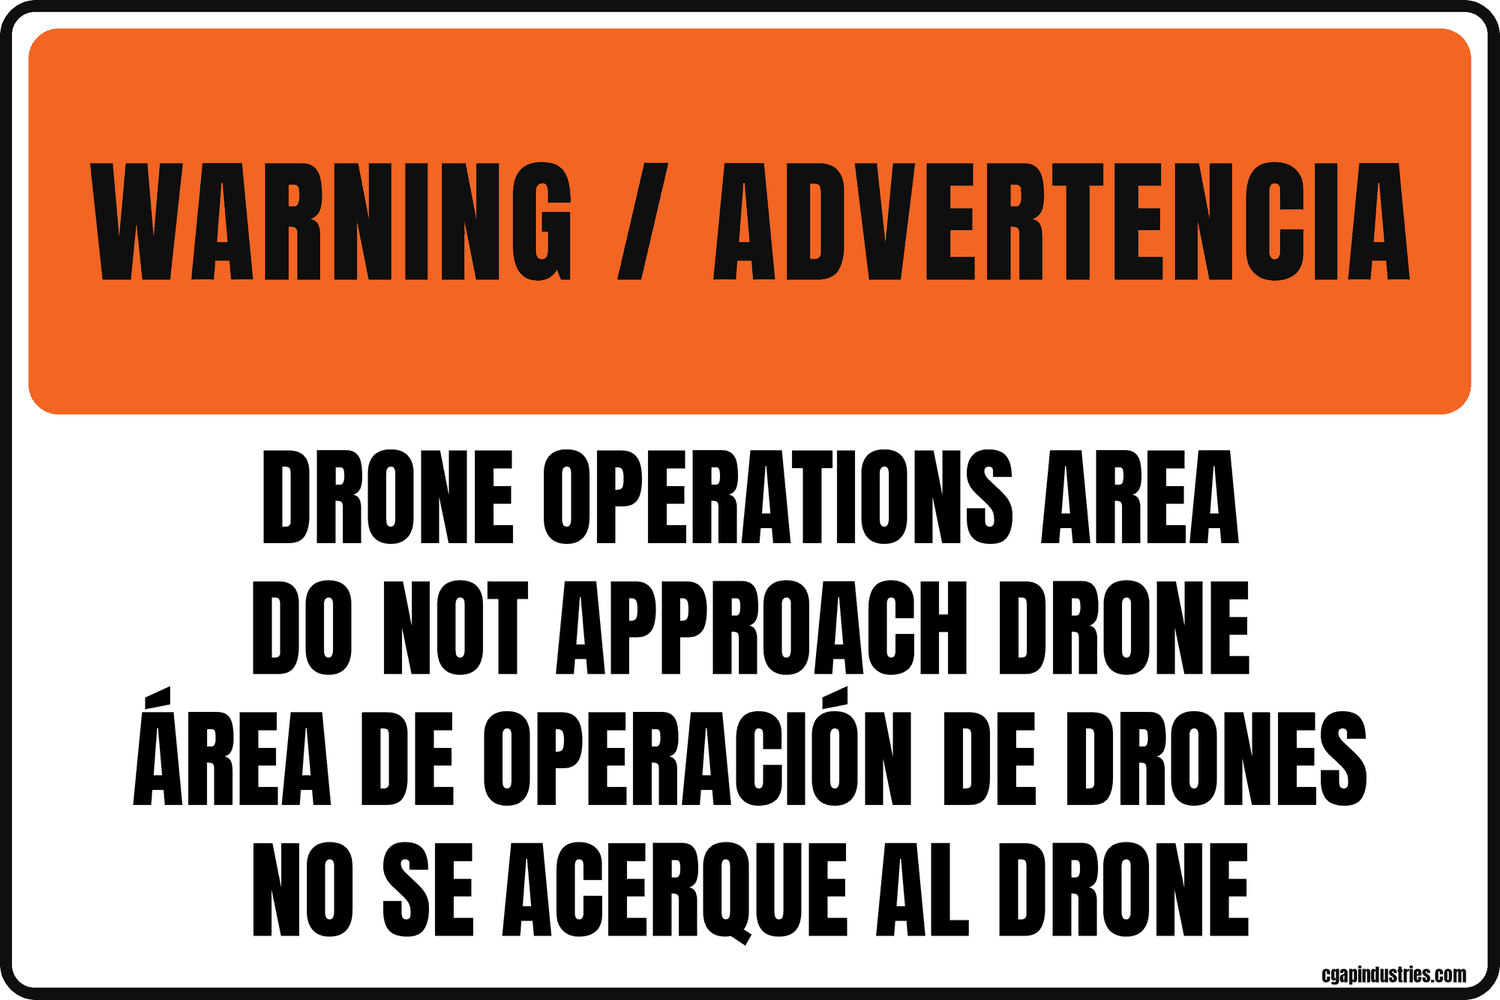 WARNING / ADVERTENCIA
DRONE OPERATIONS AREA
DO NOT APPROACH DRONE
ÁREA DE OPERACIÓN DE DRONES
NO SE ACERQUE AL DRONE
cgapindustries.com